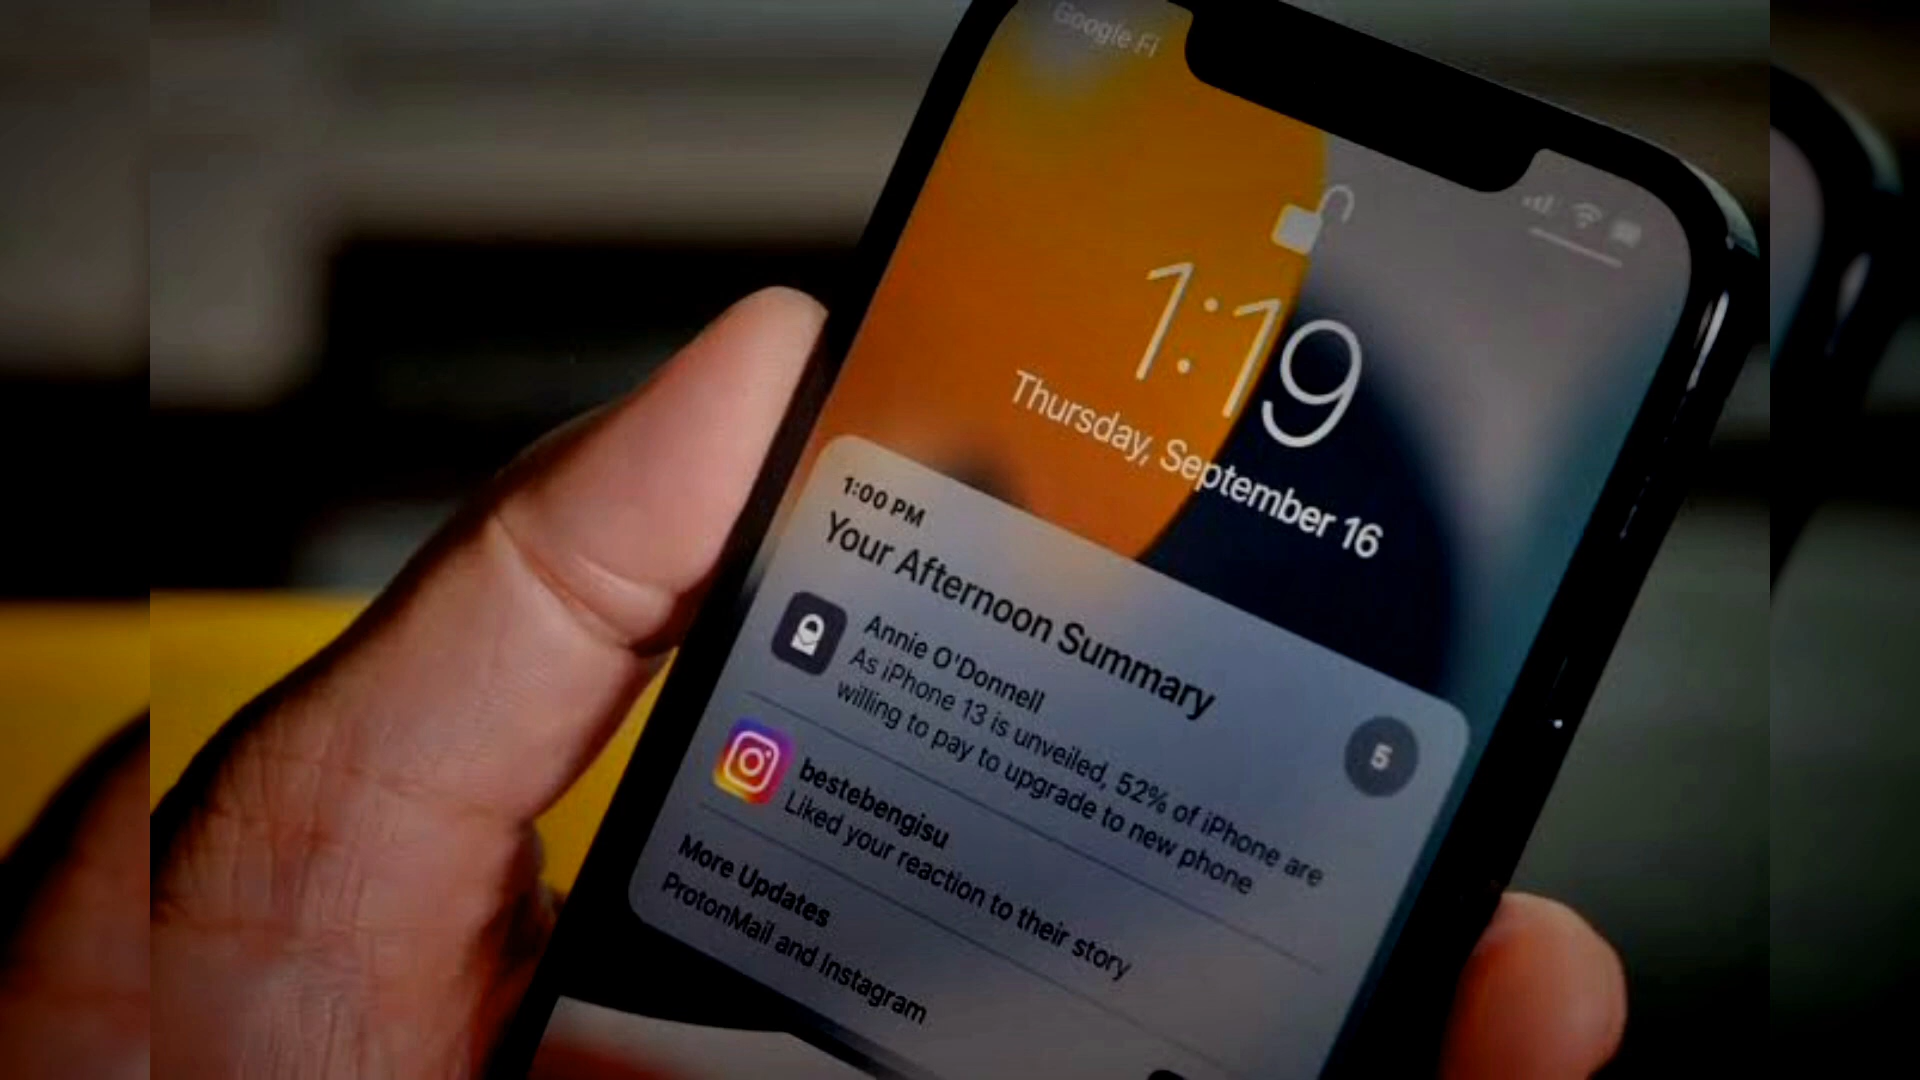 Google Fi
1:19
Thursday, September 16
1:00 PM
Your Afternoon Summary
5
Annie O'Donnell
As iPhone 13 is unveiled, 52% of iPhone are
willing to pay to upgrade to new phone
bestebengisu
Liked your reaction to their story
More Updates
ProtonMail and Instagram